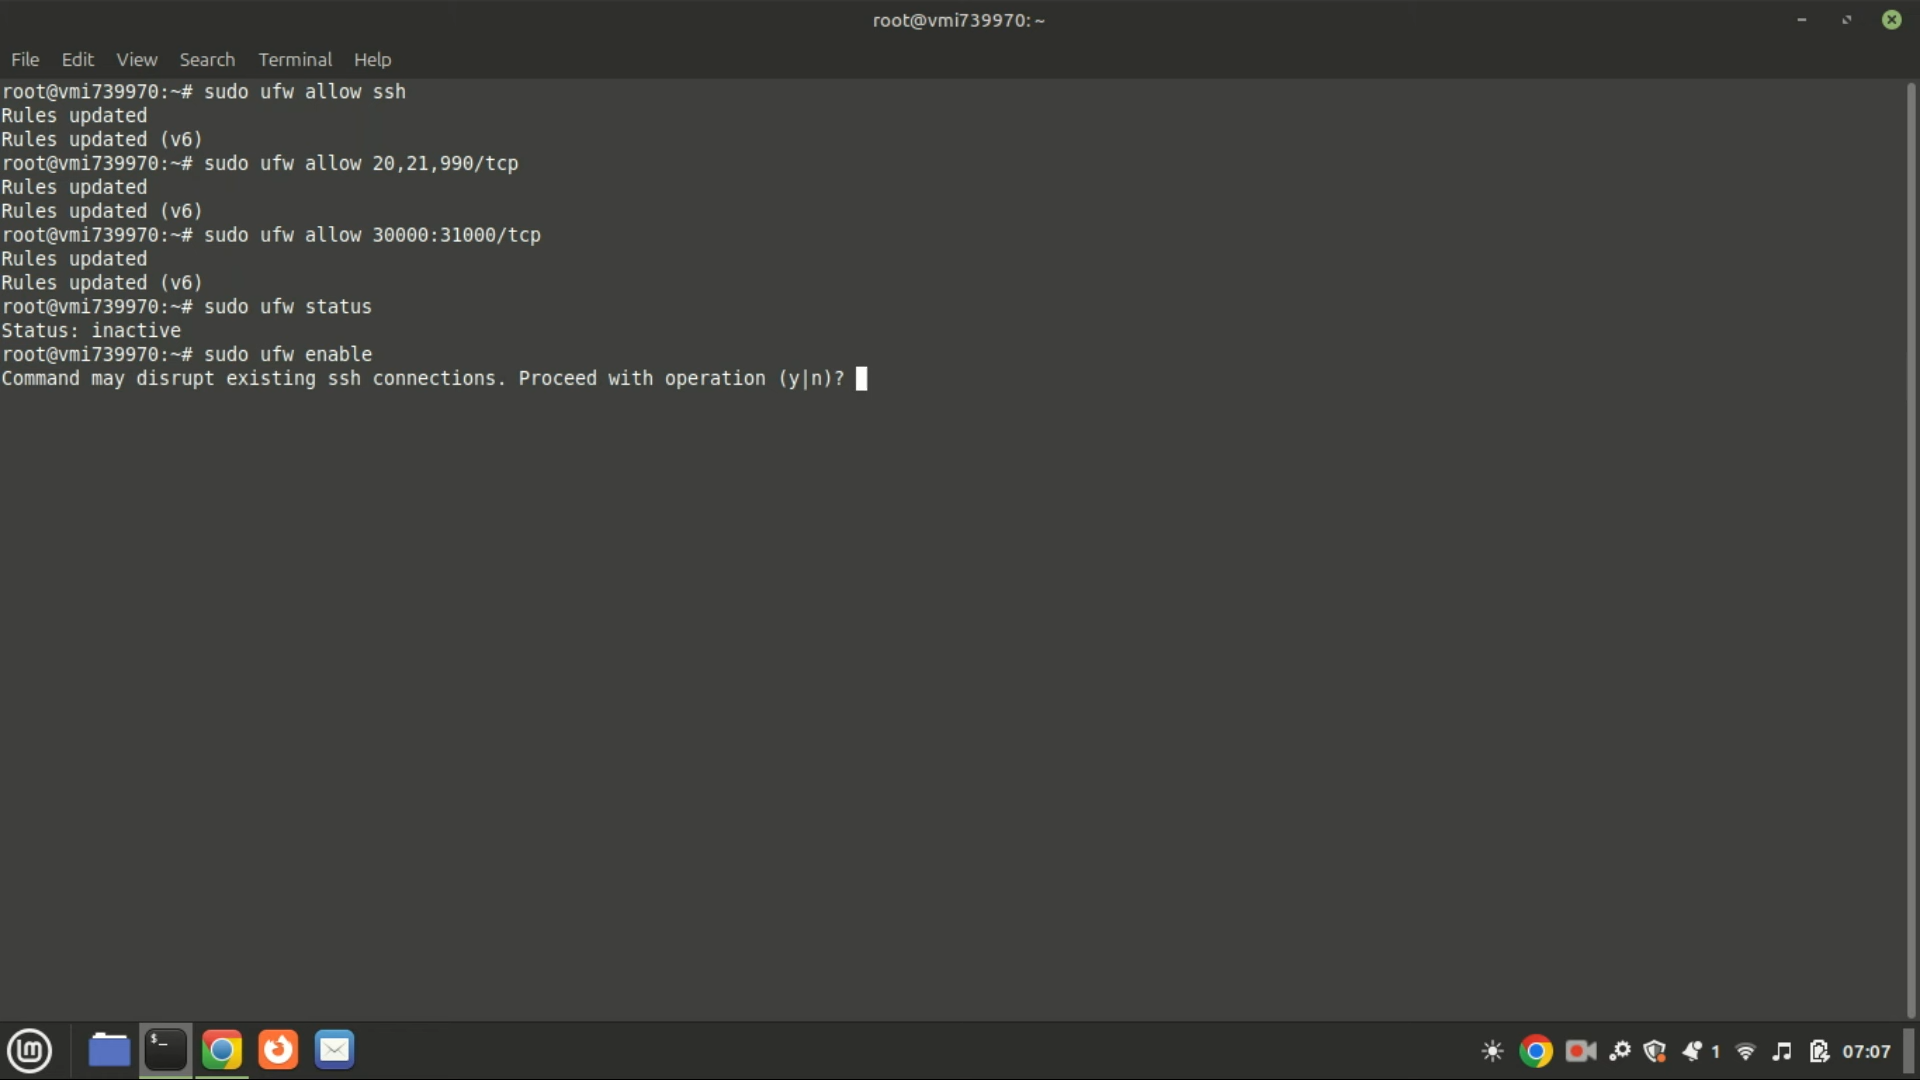 root@vmi739970:~
File Edit View Search Terminal Help
root@vmi739970:~# sudo ufw allow ssh
Rules updated
Rules updated (v6)
root@vmi739970:~# sudo ufw allow 20,21,990/tcp
Rules updated
Rules updated (v6)
root@vmi739970:~# sudo ufw allow 30000:31000/tcp
Rules updated
Rules updated (v6)
root@vmi739970:~# sudo ufw status
Status: inactive
root@vmi739970:~# sudo ufw enable
Command may disrupt existing ssh connections. Proceed with operation (y|n)?
lm $_ 1 07:07